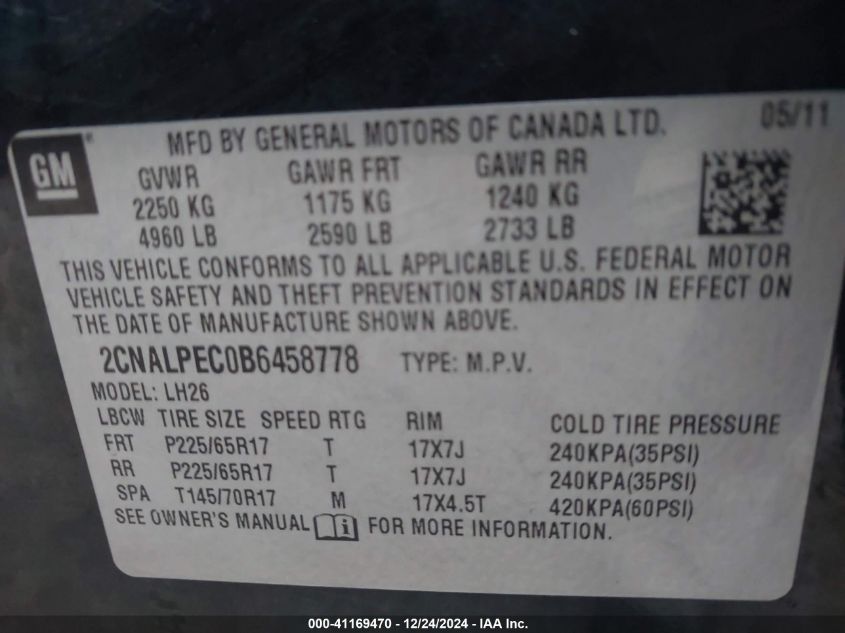 GM®
MFD BY GENERAL MOTORS OF CANADA LTD. 05/11
GVWR GAWR FRT GAWR RR
2250 KG 1175 KG 1240 KG
4960 LB 2590 LB 2733 LB
THIS VEHICLE CONFORMS TO ALL APPLICABLE U.S. FEDERAL MOTOR
VEHICLE SAFETY AND THEFT PREVENTION STANDARDS IN EFFECT ON
THE DATE OF MANUFACTURE SHOWN ABOVE.
2CNALPEC0B6458778 TYPE: M.P.V.
MODEL: LH26
LBCW TIRE SIZE SPEED RTG RIM COLD TIRE PRESSURE
FRT P225/65R17 T 17X7J 240KPA(35PSI)
RR P225/65R17 T 17X7J 240KPA(35PSI)
SPA T145/70R17 M 17X4.5T 420KPA(60PSI)
SEE OWNER'S MANUAL i FOR MORE INFORMATION.
000-41169470 • 12/24/2024 - IAA Inc.